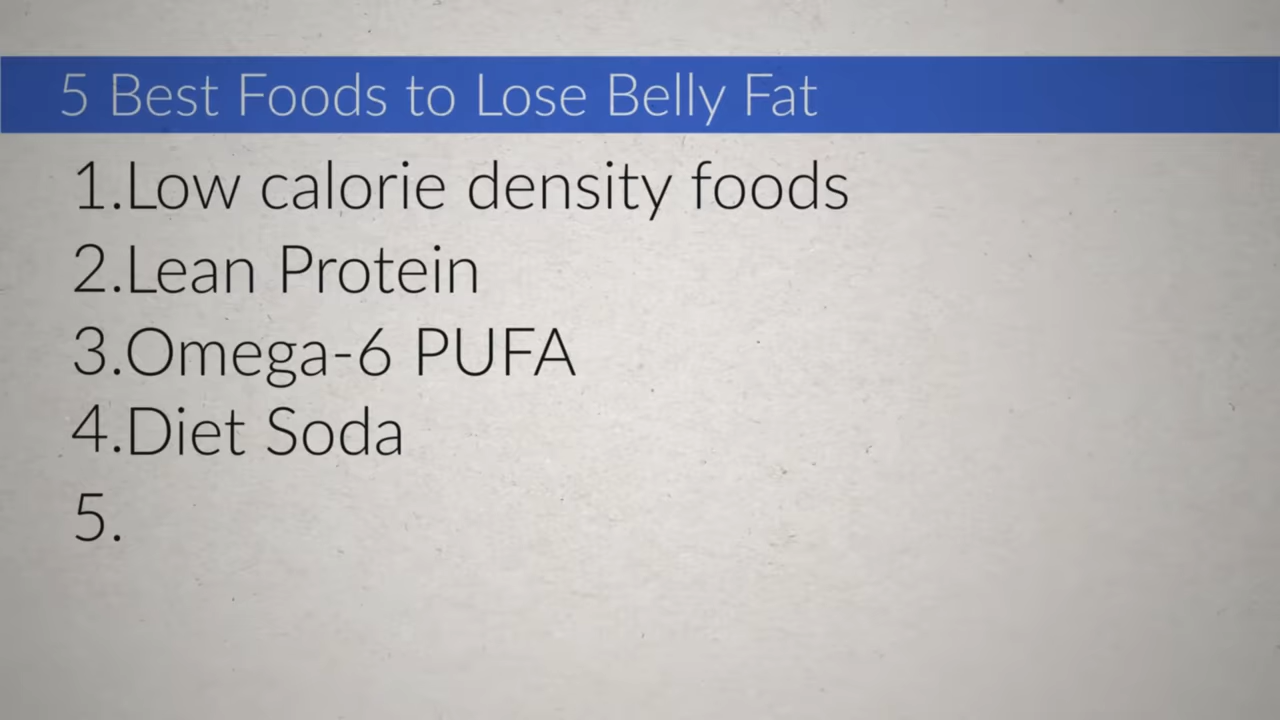 5 Best Foods to Lose Belly Fat
1.Low calorie density foods
2.Lean Protein
3.Omega-6 PUFA
4.Diet Soda
5.